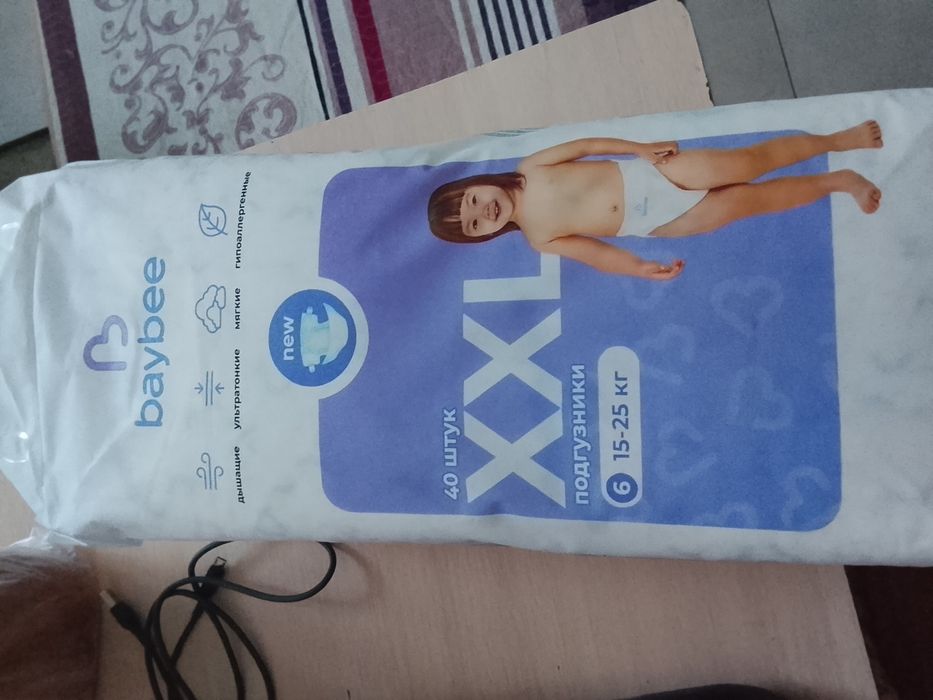 baybee
дышащие
ультратонкие
мягкие
гипоаллергенные
new
40 штук
XXL
подгузники
6 15-25 кг